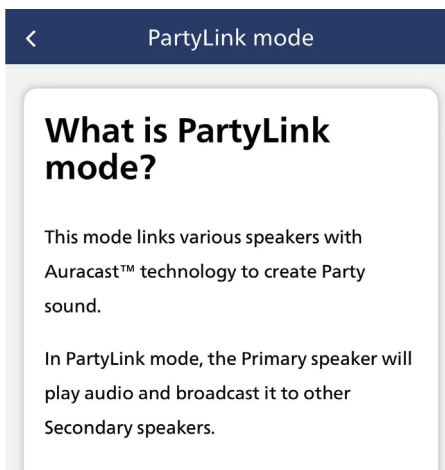 PartyLink mode
What is PartyLink
mode?
This mode links various speakers with
Auracast™ technology to create Party
sound.
In PartyLink mode, the Primary speaker will
play audio and broadcast it to other
Secondary speakers.